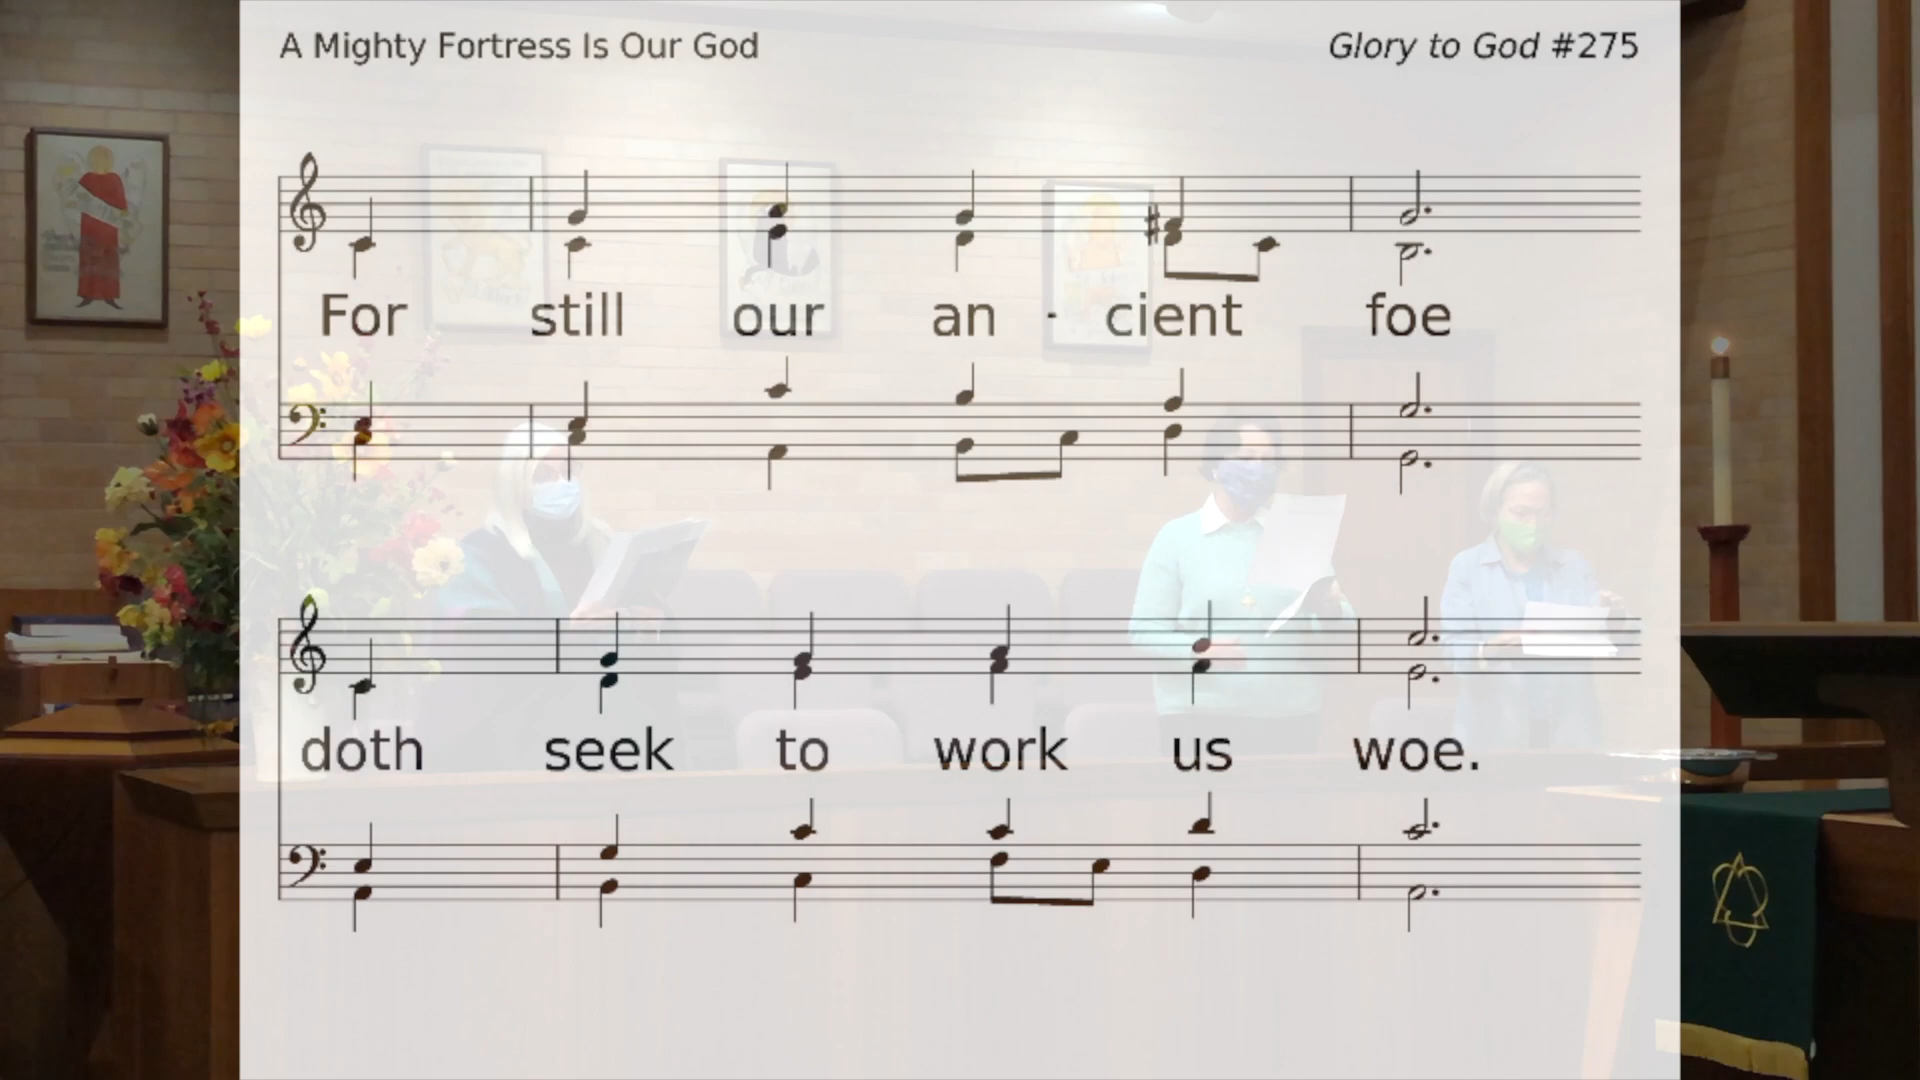 A Mighty Fortress Is Our God
Glory to God #275
For still our an - cient foe
doth seek to work us woe.